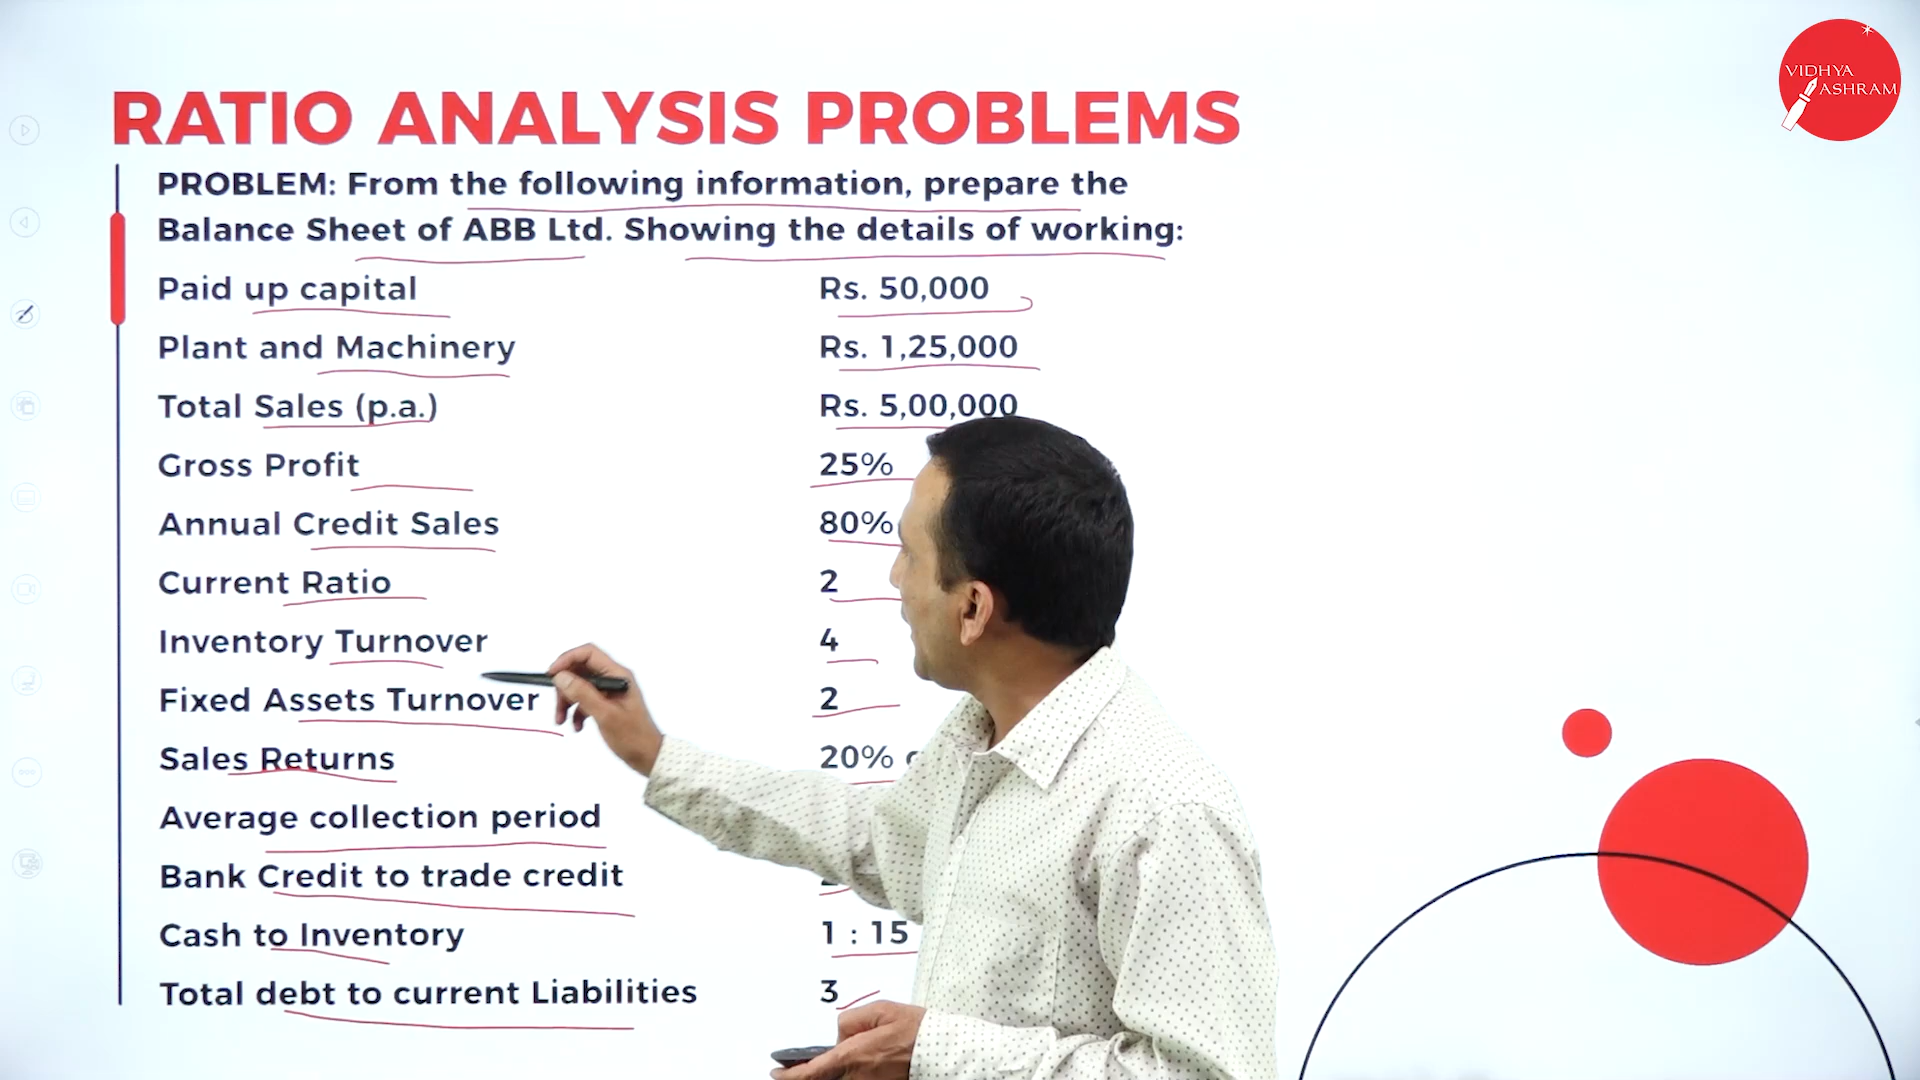 VIDHYA
ASHRAM
RATIO ANALYSIS PROBLEMS
PROBLEM: From the following information, prepare the
Balance Sheet of ABB Ltd. Showing the details of working:
Paid up capital Rs. 50,000
Plant and Machinery Rs. 1,25,000
Total Sales (p.a.) Rs. 5,00,000
Gross Profit 25%
Annual Credit Sales 80%
Current Ratio 2
Inventory Turnover 4
Fixed Assets Turnover 2
Sales Returns 20%
Average collection period
Bank Credit to trade credit
Cash to Inventory 1 : 15
Total debt to current Liabilities 3